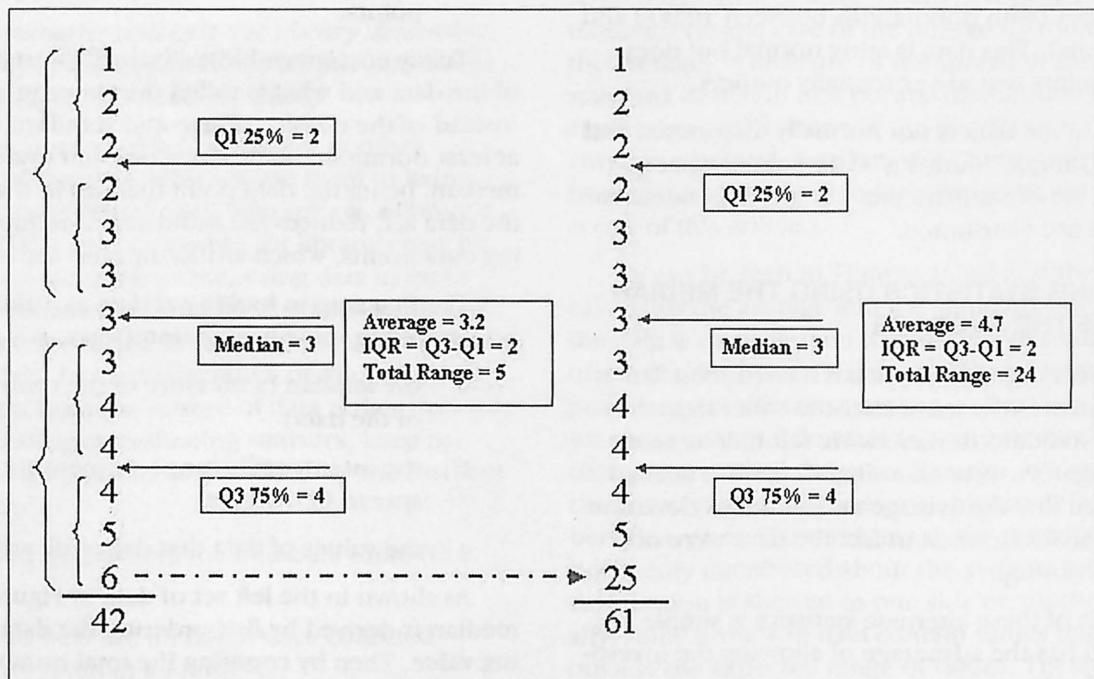 1
2
QI 25% = 2
2
2
3
3
3
Median = 3
Average = 3.2
IQR = Q3-Q1 = 2
Total Range = 5
3
4
4
4
Q3 75% = 4
5
6
42
1
2
2
2
QI 25% = 2
3
3
3
Median = 3
Average = 4.7
IQR = Q3-Q1 = 2
Total Range = 24
3
4
4
4
Q3 75% = 4
5
25
61